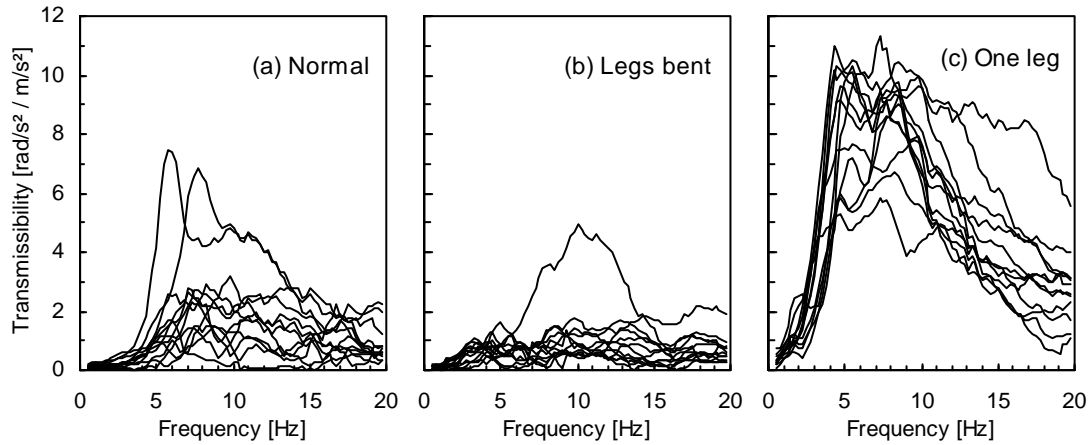 Transmissibility [rad/s² / m/s²]
12
10
8
6
4
2
0
(a) Normal
(b) Legs bent
(c) One leg
0 5 10 15 20
0 5 10 15 20
0 5 10 15 20
Frequency [Hz]
Frequency [Hz]
Frequency [Hz]